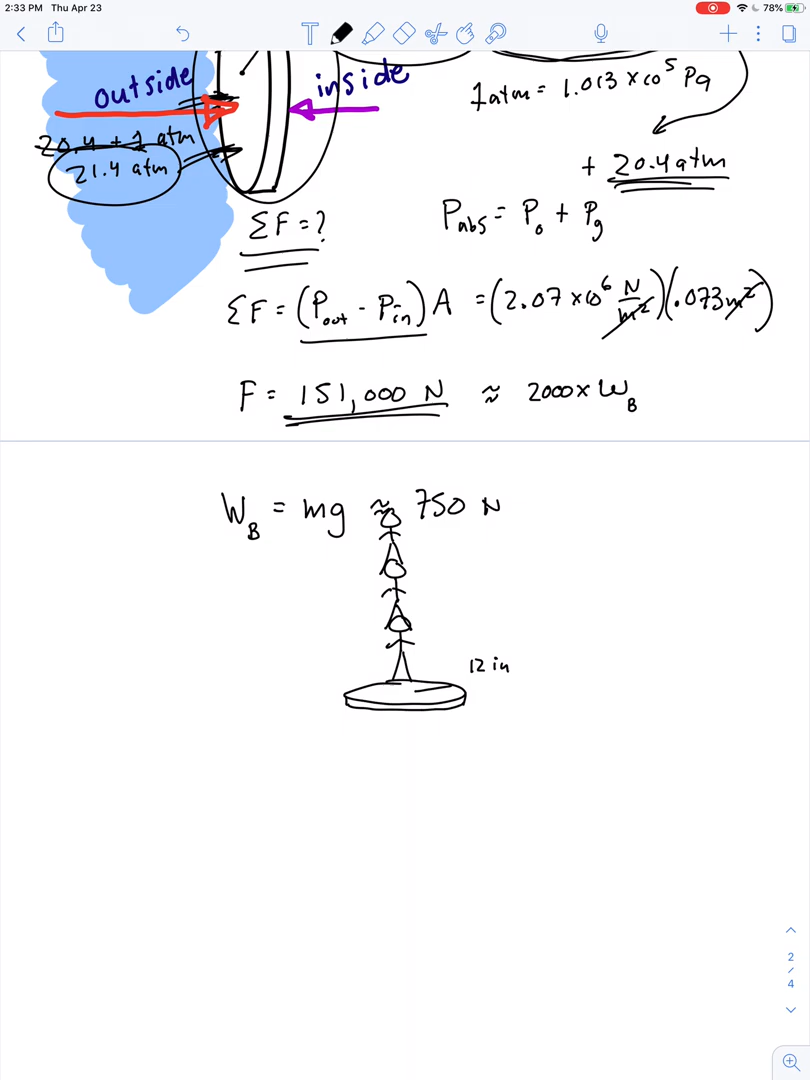 2:33 PM Thu Apr 23
78%
outside
inside
1 atm = 1.013 x 10^5 Pa
20.4 + 1 atm
21.4 atm
+ 20.4 atm
ΣF = ?
P_abs = P_o + P_g
ΣF = (P_out - P_in) A = (2.07 x 10^6 N/m^2)(.073 m^2)
F = 151,000 N ≈ 2000 x W_B
W_B = mg ≈ 750 N
12 in
2
/
4